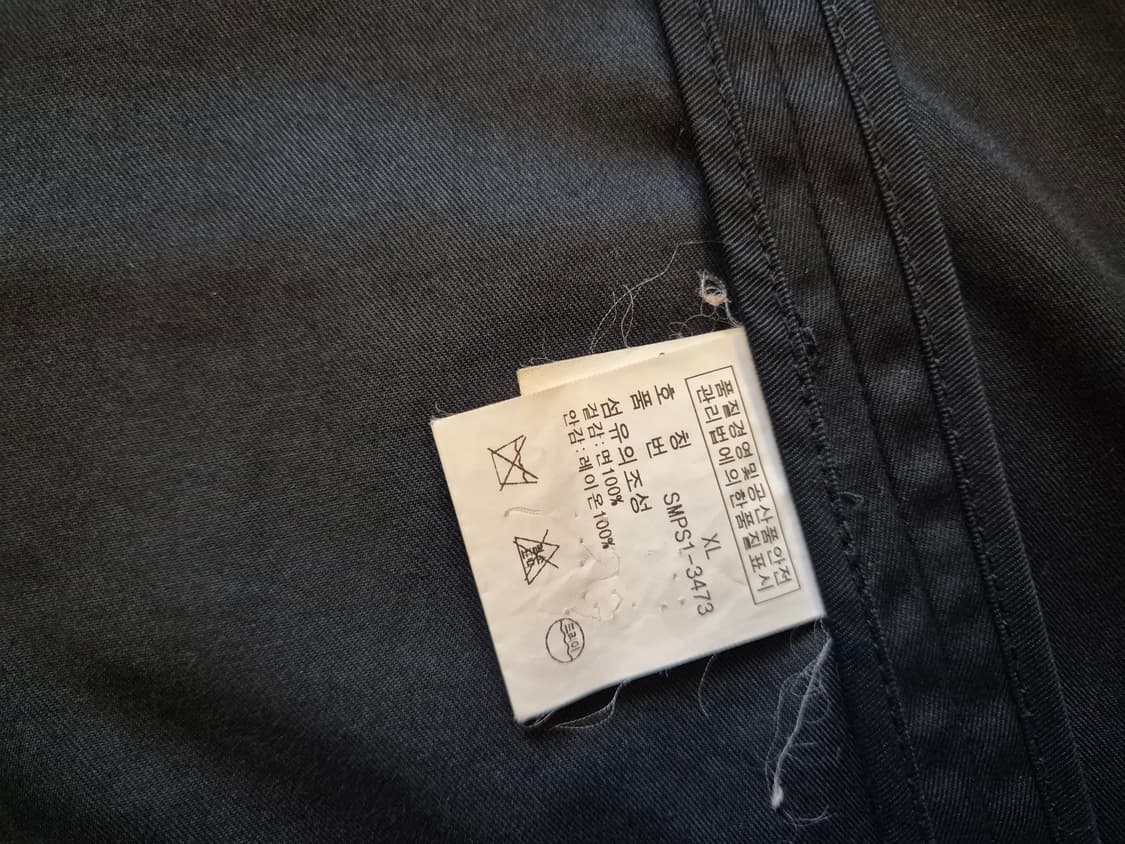 품질경영및공산품안전
관리법에의한품질표시
호 칭 XL
품 번 SMPS1-3473
섬유의조성
겉감:면100%
안감:레이온100%
드라이